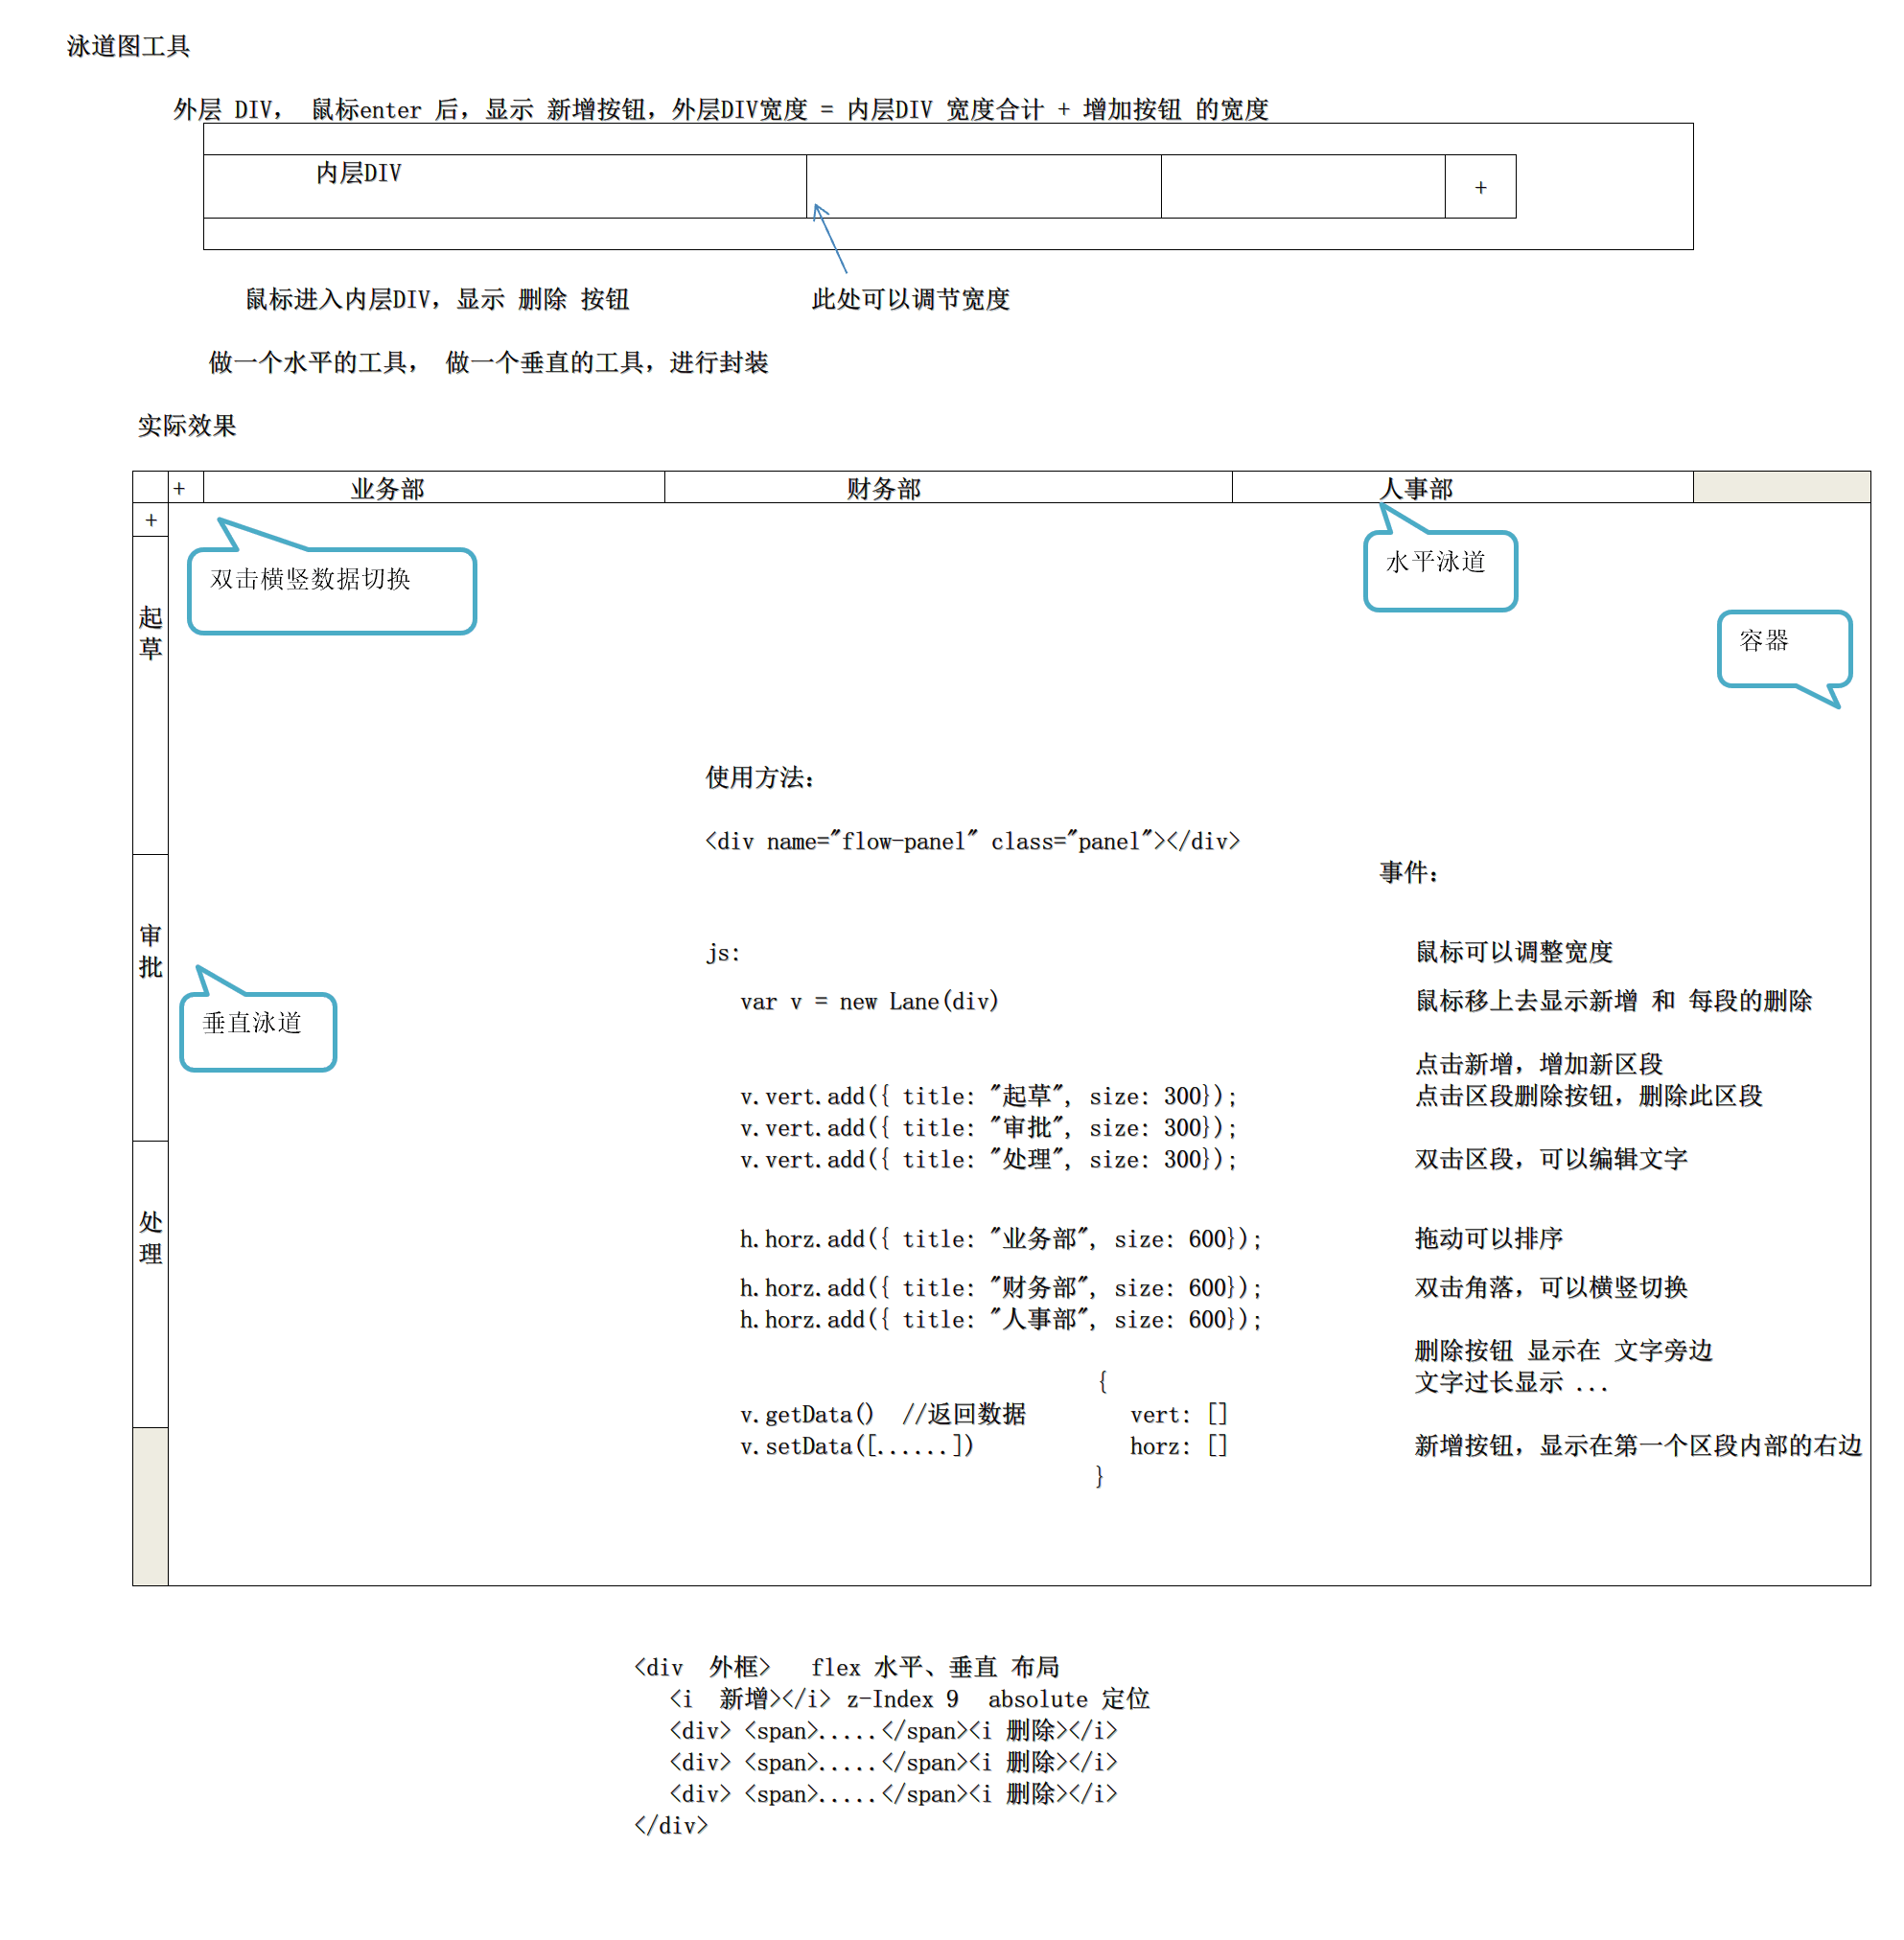 泳道图工具
外层 DIV， 鼠标enter 后，显示 新增按钮，外层DIV宽度 = 内层DIV 宽度合计 + 增加按钮 的宽度
内层DIV
+
鼠标进入内层DIV，显示 删除 按钮
此处可以调节宽度
做一个水平的工具， 做一个垂直的工具，进行封装
实际效果
+ 业务部 财务部 人事部
+
双击横竖数据切换
水平泳道
起草
容器
使用方法：
<div name="flow-panel" class="panel"></div>
事件：
审批
js:
鼠标可以调整宽度
var v = new Lane(div)
鼠标移上去显示新增 和 每段的删除
垂直泳道
点击新增，增加新区段
v.vert.add({ title: "起草", size: 300});
点击区段删除按钮，删除此区段
v.vert.add({ title: "审批", size: 300});
v.vert.add({ title: "处理", size: 300});
双击区段，可以编辑文字
处理
h.horz.add({ title: "业务部", size: 600});
拖动可以排序
h.horz.add({ title: "财务部", size: 600});
双击角落，可以横竖切换
h.horz.add({ title: "人事部", size: 600});
删除按钮 显示在 文字旁边
{
文字过长显示 ...
v.getData() //返回数据
vert: []
v.setData([......])
horz: []
新增按钮，显示在第一个区段内部的右边
}
<div 外框> flex 水平、垂直 布局
<i 新增></i> z-Index 9 absolute 定位
<div> <span>.....</span><i 删除></i>
<div> <span>.....</span><i 删除></i>
<div> <span>.....</span><i 删除></i>
</div>